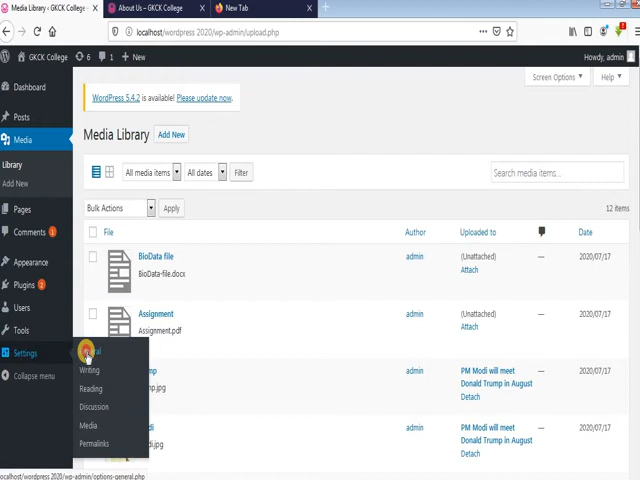 Media Library ‹ GKCK College — ×
About Us – GKCK College ×
New Tab ×
localhost/wordpress 2020/wp-admin/upload.php
GKCK College 6 1 + New
Howdy, admin
Dashboard
Screen Options ▼ Help ▼
WordPress 5.4.2 is available! Please update now.
Posts
Media
Media Library Add New
Library
All media items All dates Filter
Search media items...
Add New
Pages
Bulk Actions Apply
12 items
Comments 1
File Author Uploaded to Date
Appearance
BioData file admin (Unattached) — 2020/07/17
BioData-file.docx Attach
Plugins 2
Users
Assignment admin (Unattached) — 2020/07/17
Assignment.pdf Attach
Tools
Settings
Writing
Reading
Discussion
Media
Permalinks
Collapse menu
admin PM Modi will meet — 2020/07/17
Donald Trump in August
mp.jpg Detach
admin PM Modi will meet — 2020/07/17
Donald Trump in August
di.jpg Detach
localhost/wordpress 2020/wp-admin/options-general.php